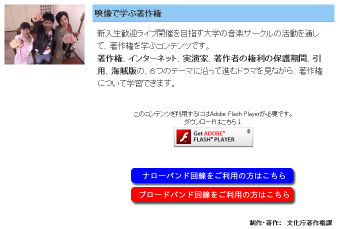 映像で学ぶ著作権
新入生歓迎ライブ開催を目指す大学の音楽サークルの活動を通し
て、著作権を学ぶコンテンツです。
著作権、インターネット、実演家、著作者の権利の保護期間、引
用、海賊版の、6つのテーマに沿って進むドラマを見ながら、著作権
について学習できます。
このコンテンツを利用するにはAdobe Flash Playerが必要です。
ダウンロードはこちら↓
Get ADOBE®
FLASH® PLAYER
ナローバンド回線をご利用の方はこちら
ブロードバンド回線をご利用の方はこちら
制作・著作: 文化庁著作権課